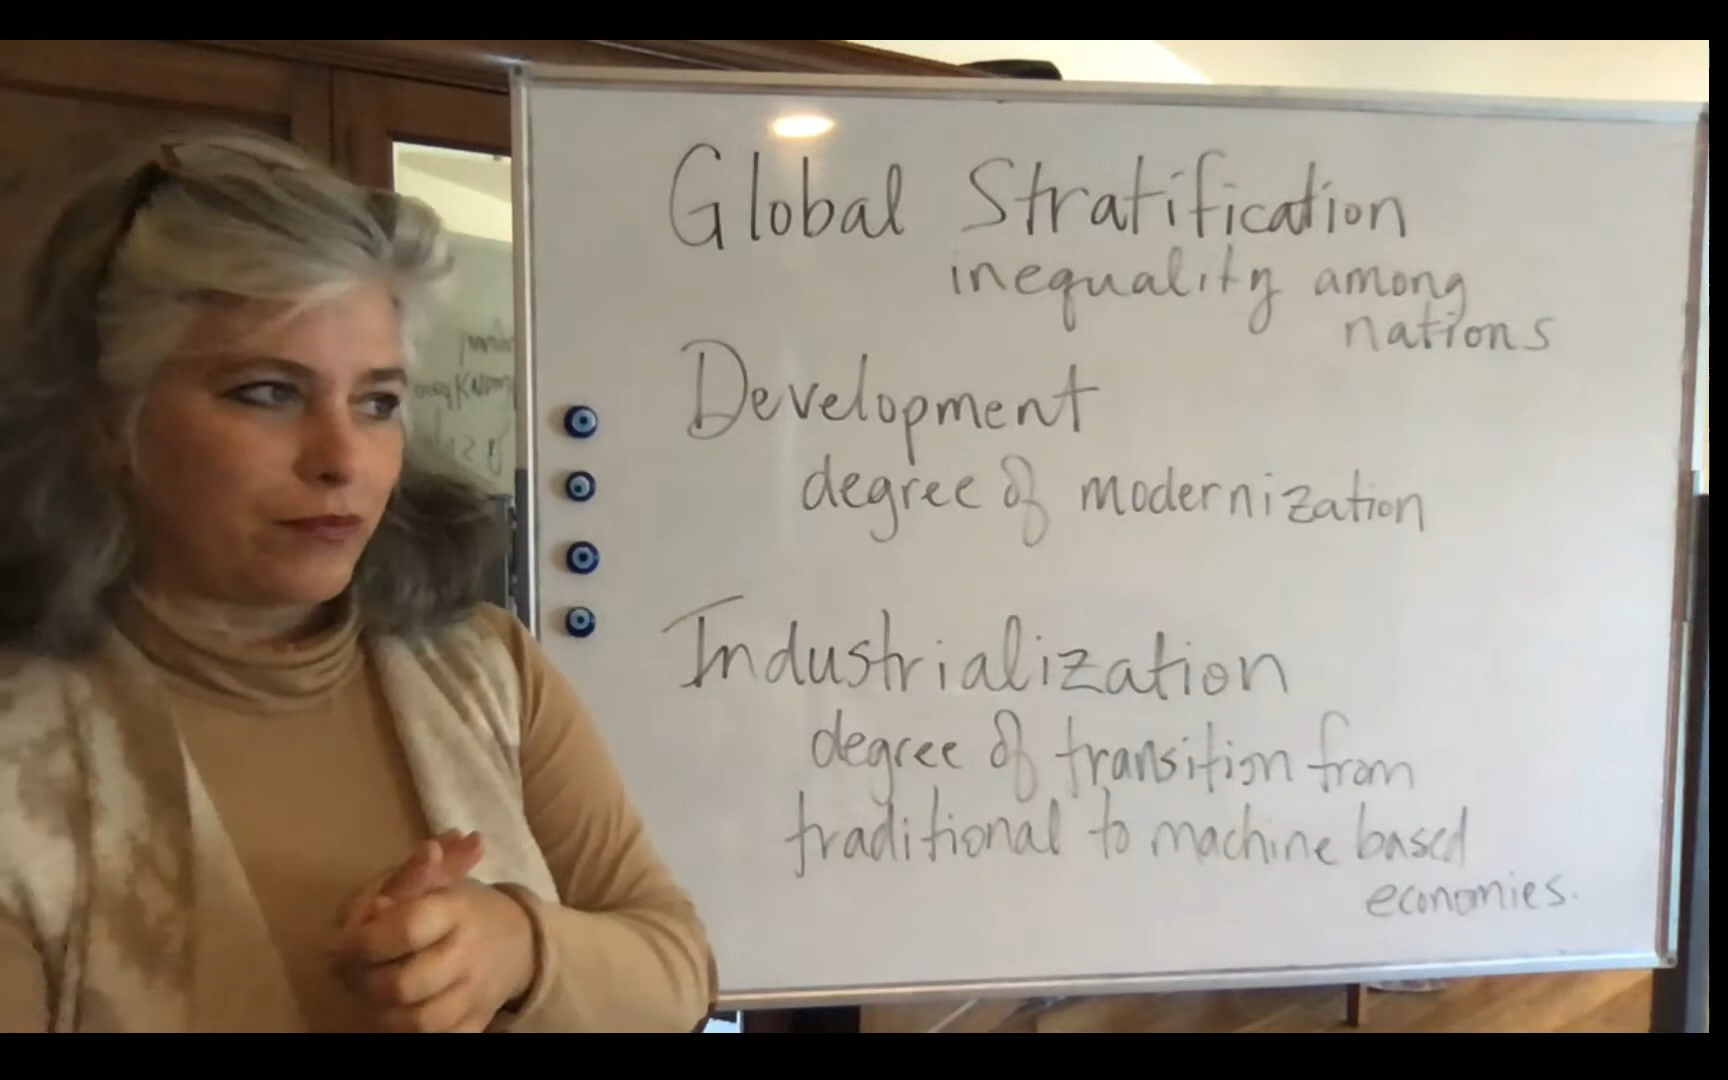 Global Stratification
inequality among
nations
Development
degree of modernization
Industrialization
degree of transition from
traditional to machine based
economies.